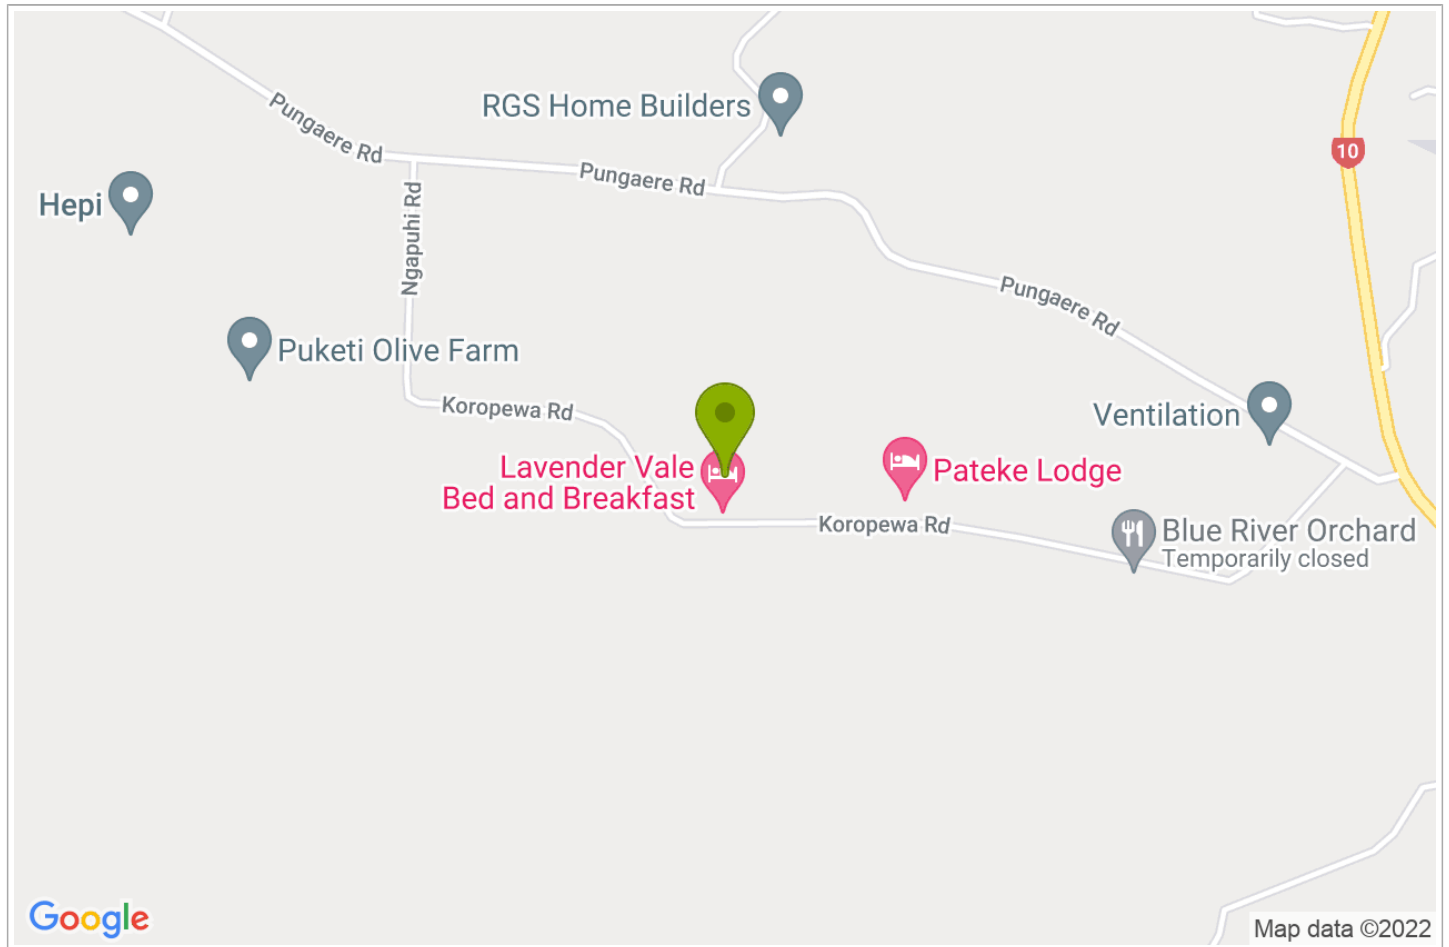 RGS Home Builders
10
Pungaere Rd
Pungaere Rd
Hepi
Ngapuhi Rd
Pungaere Rd
Puketi Olive Farm
Koropewa Rd
Ventilation
Lavender Vale
Bed and Breakfast
Pateke Lodge
Koropewa Rd
Blue River Orchard
Temporarily closed
Google
Map data ©2022